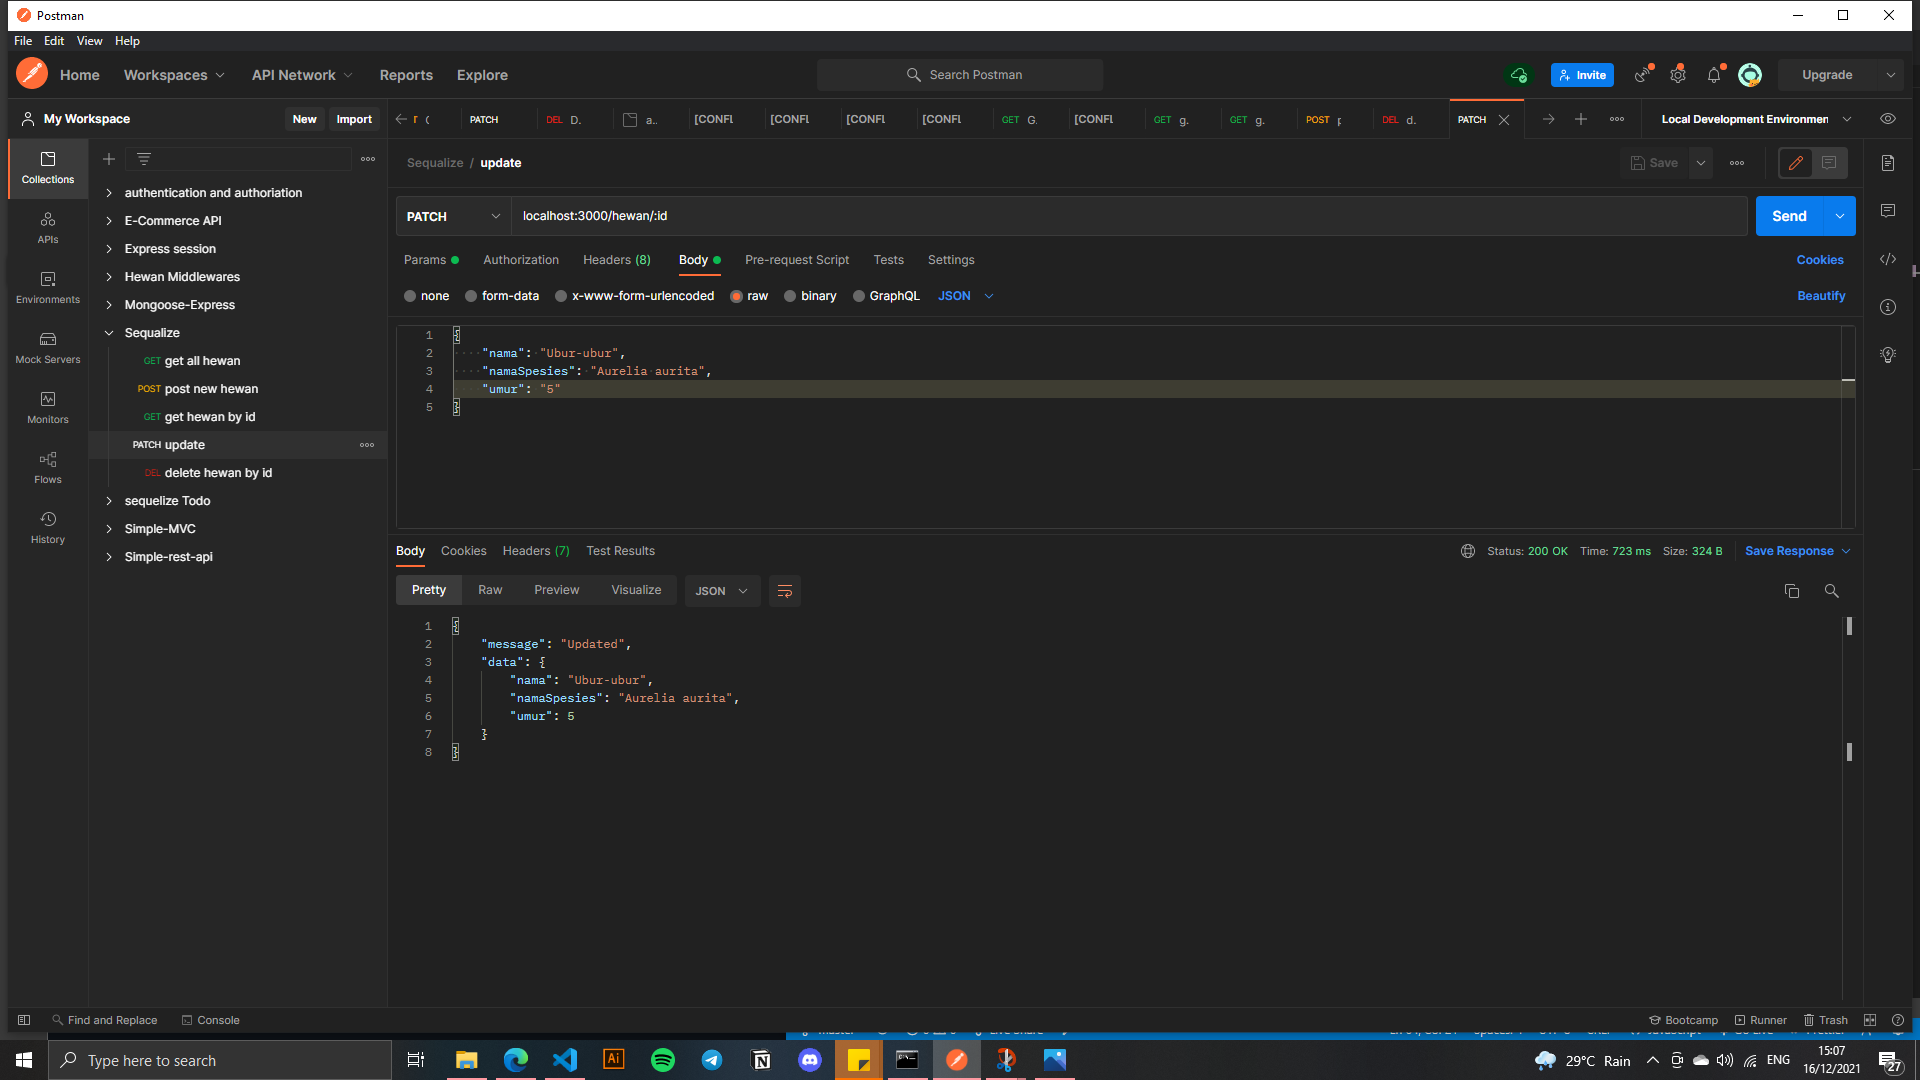 Postman
File Edit View Help
Home Workspaces API Network Reports Explore Search Postman Invite Upgrade
My Workspace New Import
PATCH DEL D. a.. [CONFL [CONFL [CONFL [CONFL GET G. [CONFL GET g. GET g. POST DEL d. PATCH Local Development Environmen
Collections
APIs
Environments
Mock Servers
Monitors
Flows
History
authentication and authoriation
E-Commerce API
Express session
Hewan Middlewares
Mongoose-Express
Sequalize
GET get all hewan
POST post new hewan
GET get hewan by id
PATCH update
DEL delete hewan by id
sequelize Todo
Simple-MVC
Simple-rest-api
Sequalize / update Save
PATCH localhost:3000/hewan/:id Send
Params Authorization Headers (8) Body Pre-request Script Tests Settings Cookies
none form-data x-www-form-urlencoded raw binary GraphQL JSON Beautify
1 {
2 "nama": "Ubur-ubur",
3 "namaSpesies": "Aurelia aurita",
4 "umur": "5"
5 }
Body Cookies Headers (7) Test Results Status: 200 OK Time: 723 ms Size: 324 B Save Response
Pretty Raw Preview Visualize JSON
1 {
2 "message": "Updated",
3 "data": {
4 "nama": "Ubur-ubur",
5 "namaSpesies": "Aurelia aurita",
6 "umur": 5
7 }
8 }
Find and Replace Console Bootcamp Runner Trash
Type here to search Ai 29°C Rain ENG 15:07
16/12/2021 27